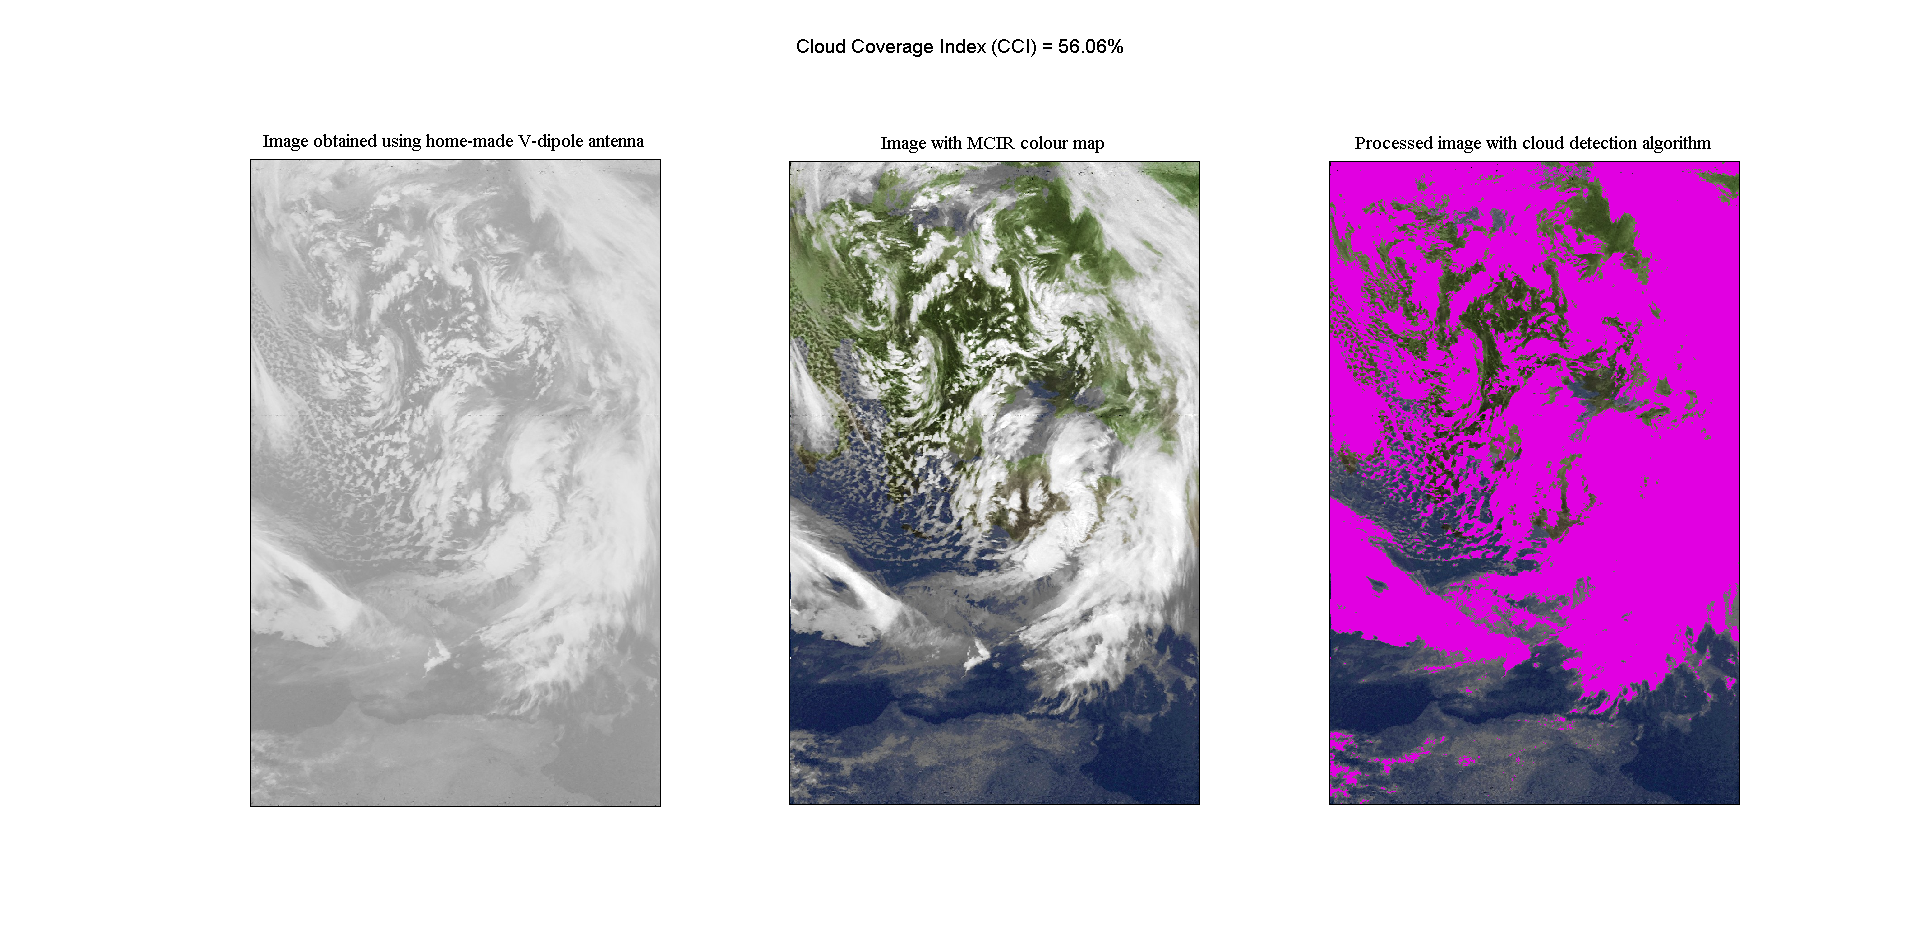 Cloud Coverage Index (CCI) = 56.06%
Image obtained using home-made V-dipole antenna
Image with MCIR colour map
Processed image with cloud detection algorithm